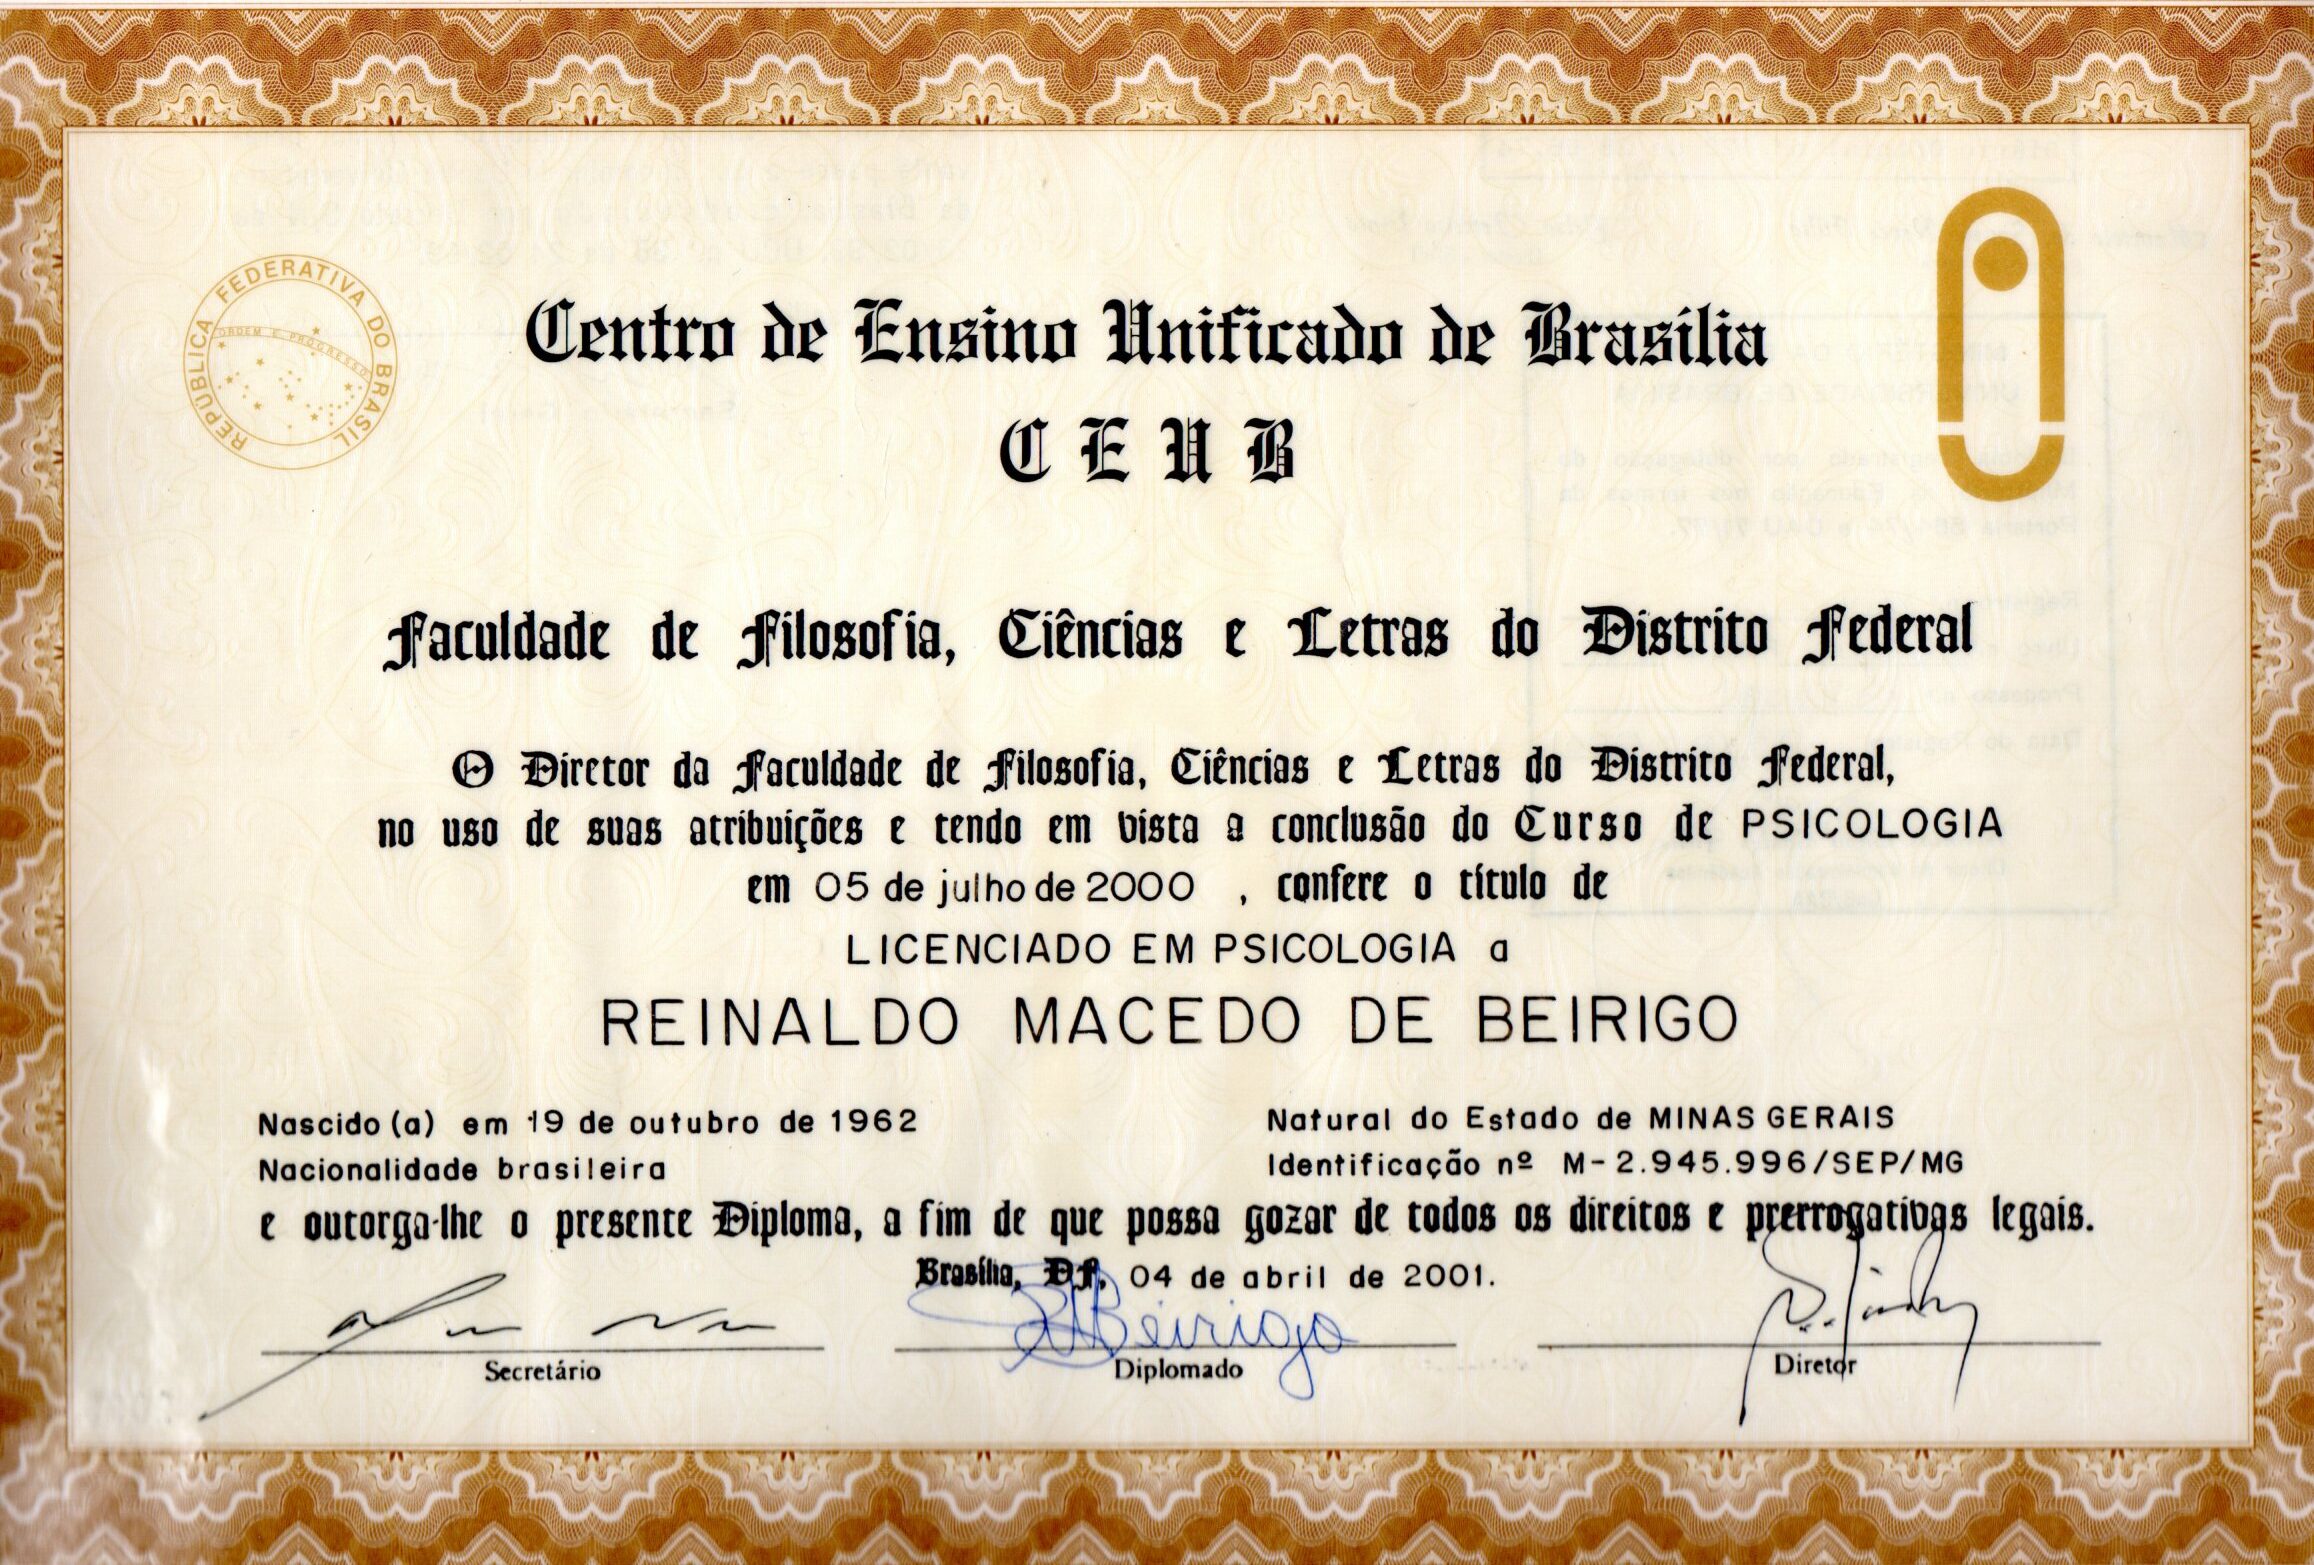 REPUBLICA FEDERATIVA DO BRASIL
ORDEM E PROGRESSO
Centro de Ensino Unificado de Brasília
CEUB
Faculdade de Filosofia, Ciências e Letras do Distrito Federal
O Diretor da Faculdade de Filosofia, Ciências e Letras do Distrito Federal,
no uso de suas atribuições e tendo em vista a conclusão do Curso de PSICOLOGIA
em 05 de julho de 2000 , confere o título de
LICENCIADO EM PSICOLOGIA a
REINALDO MACEDO DE BEIRIGO
Nascido(a) em 19 de outubro de 1962
Natural do Estado de MINAS GERAIS
Nacionalidade brasileira
Identificação nº M-2.945.996/SEP/MG
e outorga-lhe o presente Diploma, a fim de que possa gozar de todos os direitos e prerrogativas legais.
Brasília, DF, 04 de abril de 2001.
Beirigo
Secretário
Diplomado
Diretor